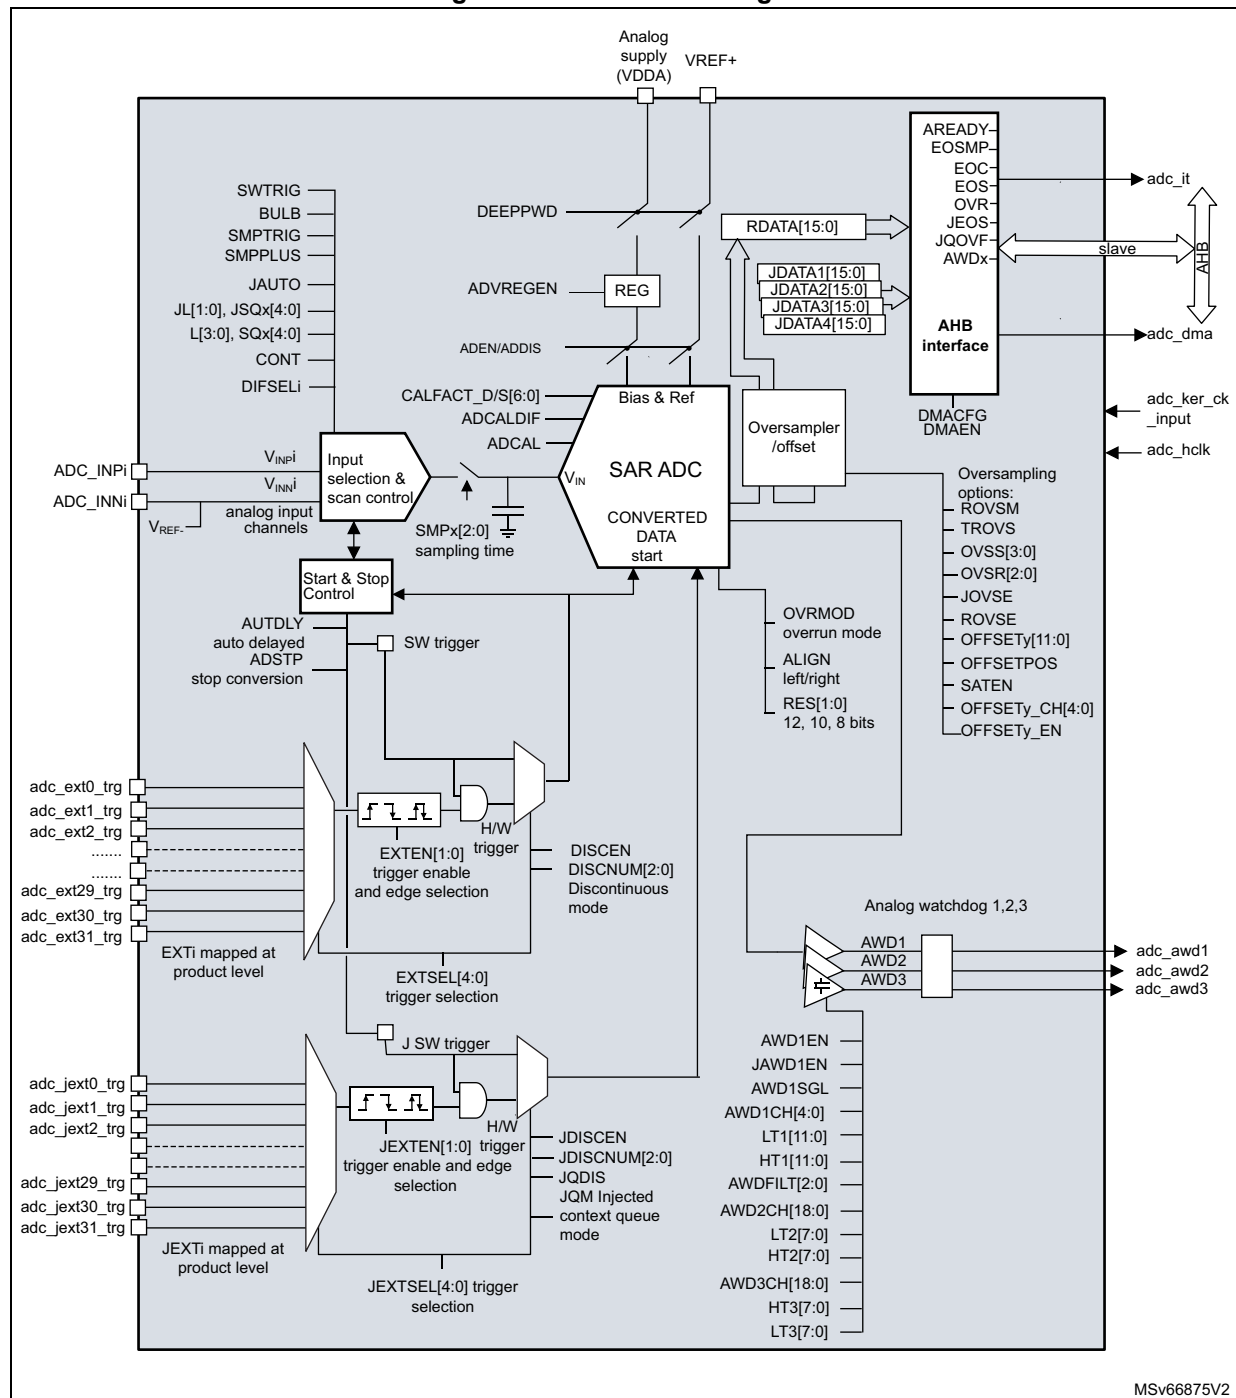 Analog
supply
(VDDA)
VREF+
AREADY
EOSMP
EOC
EOS
OVR
JEOS
JQOVF
AWDx
AHB
interface
adc_it
slave
AHB
adc_dma
DMACFG
DMAEN
adc_ker_ck
_input
adc_hclk
SWTRIG
BULB
SMPTRIG
SMPPLUS
JAUTO
JL[1:0], JSQx[4:0]
L[3:0], SQx[4:0]
CONT
DIFSELi
DEEPPWD
ADVREGEN
REG
ADEN/ADDIS
RDATA[15:0]
JDATA1[15:0]
JDATA2[15:0]
JDATA3[15:0]
JDATA4[15:0]
CALFACT_D/S[6:0]
ADCALDIF
ADCAL
Bias & Ref
SAR ADC
VIN
CONVERTED
DATA
start
Oversampler
/offset
ADC_INPi
ADC_INNi
VINPi
VINNi
VREF-
analog input
channels
Input
selection &
scan control
SMPx[2:0]
sampling time
Oversampling
options:
ROVSM
TROVS
OVSS[3:0]
OVSR[2:0]
JOVSE
ROVSE
OFFSETy[11:0]
OFFSETPOS
SATEN
OFFSETy_CH[4:0]
OFFSETy_EN
Start & Stop
Control
AUTDLY
auto delayed
ADSTP
stop conversion
SW trigger
OVRMOD
overrun mode
ALIGN
left/right
RES[1:0]
12, 10, 8 bits
adc_ext0_trg
adc_ext1_trg
adc_ext2_trg
.......
.......
adc_ext29_trg
adc_ext30_trg
adc_ext31_trg
EXTi mapped at
product level
EXTEN[1:0]
trigger enable
and edge selection
H/W
trigger
DISCEN
DISCNUM[2:0]
Discontinuous
mode
EXTSEL[4:0]
trigger selection
Analog watchdog 1,2,3
AWD1
AWD2
AWD3
adc_awd1
adc_awd2
adc_awd3
J SW trigger
adc_jext0_trg
adc_jext1_trg
adc_jext2_trg
adc_jext29_trg
adc_jext30_trg
adc_jext31_trg
JEXTi mapped at
product level
JEXTEN[1:0]
trigger enable and edge
selection
H/W
trigger
JDISCEN
JDISCNUM[2:0]
JQDIS
JQM Injected
context queue
mode
JEXTSEL[4:0] trigger
selection
AWD1EN
JAWD1EN
AWD1SGL
AWD1CH[4:0]
LT1[11:0]
HT1[11:0]
AWDFILT[2:0]
AWD2CH[18:0]
LT2[7:0]
HT2[7:0]
AWD3CH[18:0]
HT3[7:0]
LT3[7:0]
MSv66875V2